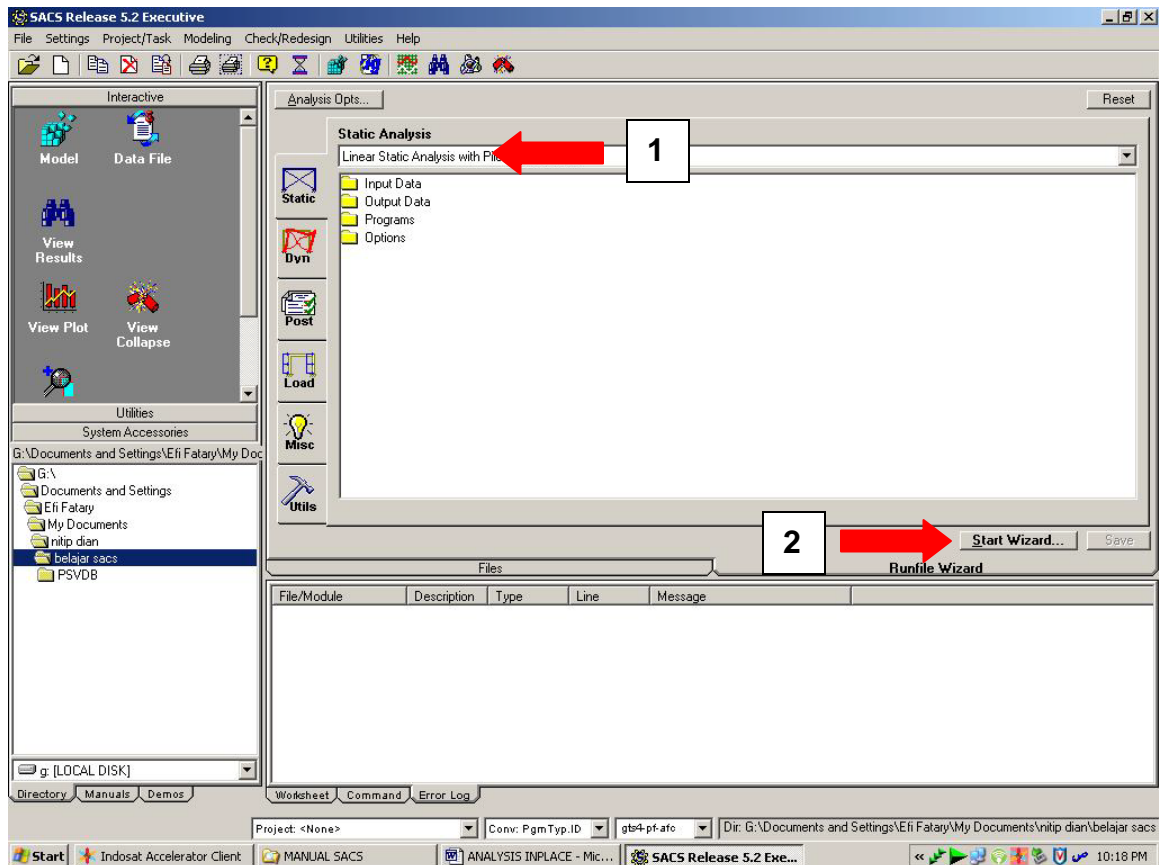 SACS Release 5.2 Executive
File Settings Project/Task Modeling Check/Redesign Utilities Help
Interactive
Model
Data File
View Results
View Plot
View Collapse
Utilities
System Accessories
G:\Documents and Settings\Efi Fatary\My Doc
G:\
Documents and Settings
Efi Fatary
My Documents
nitip dian
belajar sacs
PSVDB
g: [LOCAL DISK]
Directory Manuals Demos
Analysis Opts...
Reset
Static Analysis
Linear Static Analysis with
1
Static
Dyn
Post
Load
Misc
Utils
Input Data
Output Data
Programs
Options
2
Start Wizard...
Save
Files
Runfile Wizard
File/Module Description Type Line Message
Worksheet Command Error Log
Project: <None>
Conv: PgmTyp.ID
gts4-pf-afc
Dir: G:\Documents and Settings\Efi Fatary\My Documents\nitip dian\belajar sacs
Start
Indosat Accelerator Client
MANUAL SACS
ANALYSIS INPLACE - Mic...
SACS Release 5.2 Exe...
10:18 PM